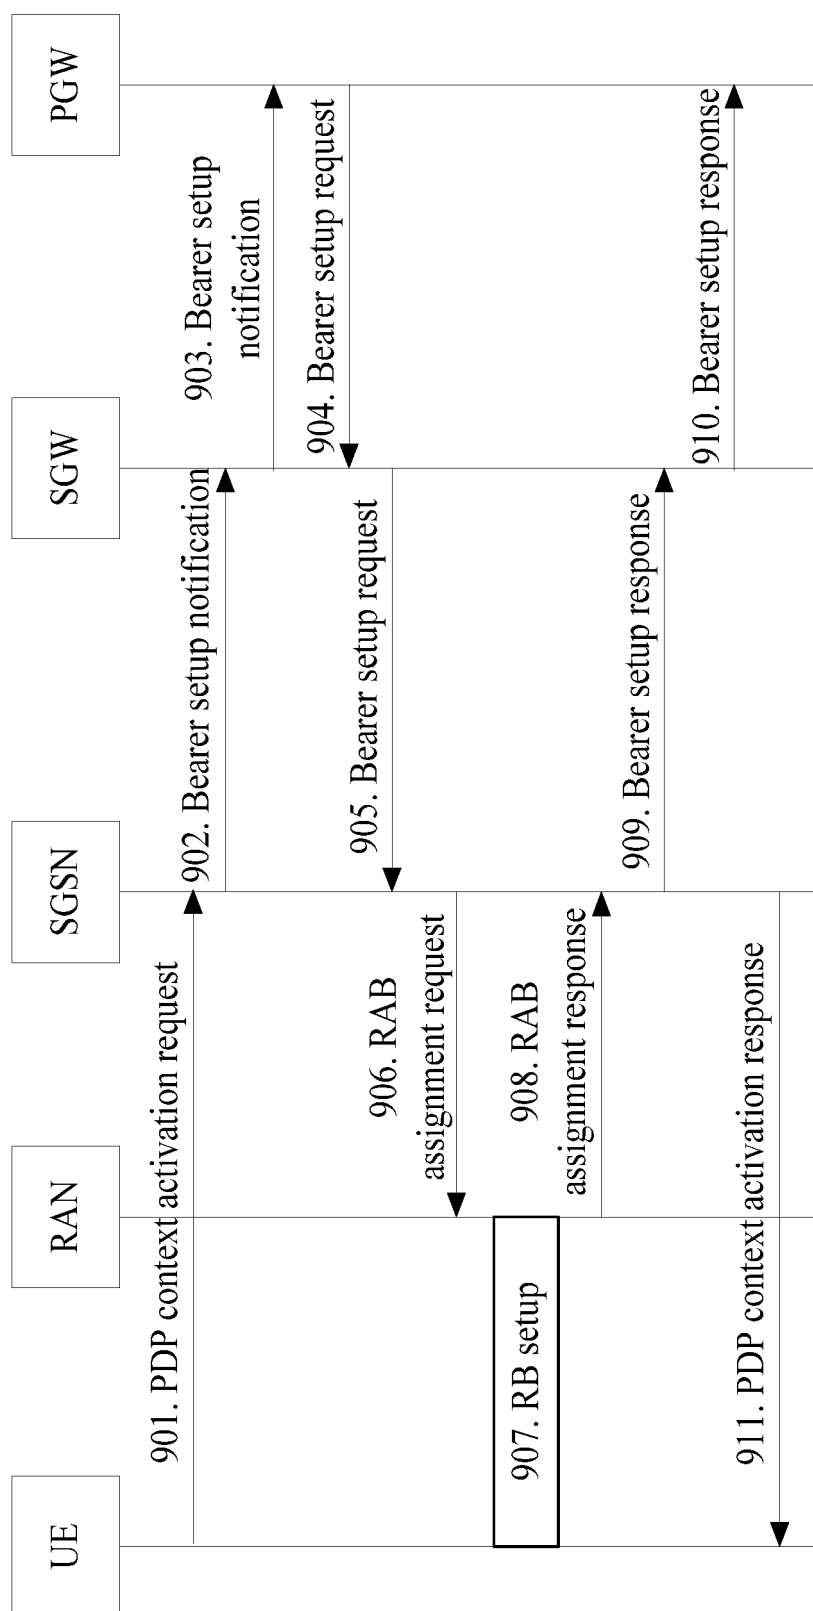 UE
RAN
SGSN
SGW
PGW
901. PDP context activation request
902. Bearer setup notification
903. Bearer setup
notification
904. Bearer setup request
905. Bearer setup request
906. RAB
assignment request
907. RB setup
908. RAB
assignment response
909. Bearer setup response
910. Bearer setup response
911. PDP context activation response